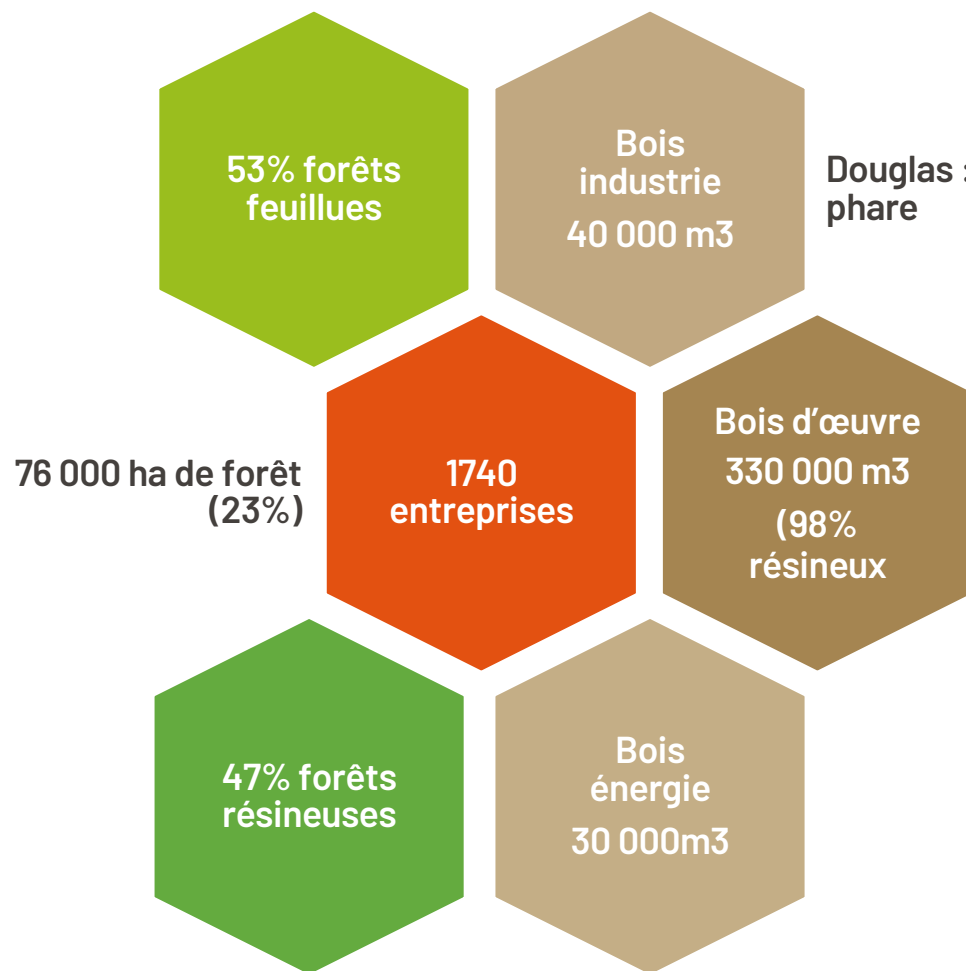 53% forêts
feuillues
Bois
industrie
40 000 m3
Douglas :
phare
76 000 ha de forêt
(23%)
1740
entreprises
Bois d'œuvre
330 000 m3
(98%
résineux
47% forêts
résineuses
Bois
énergie
30 000m3